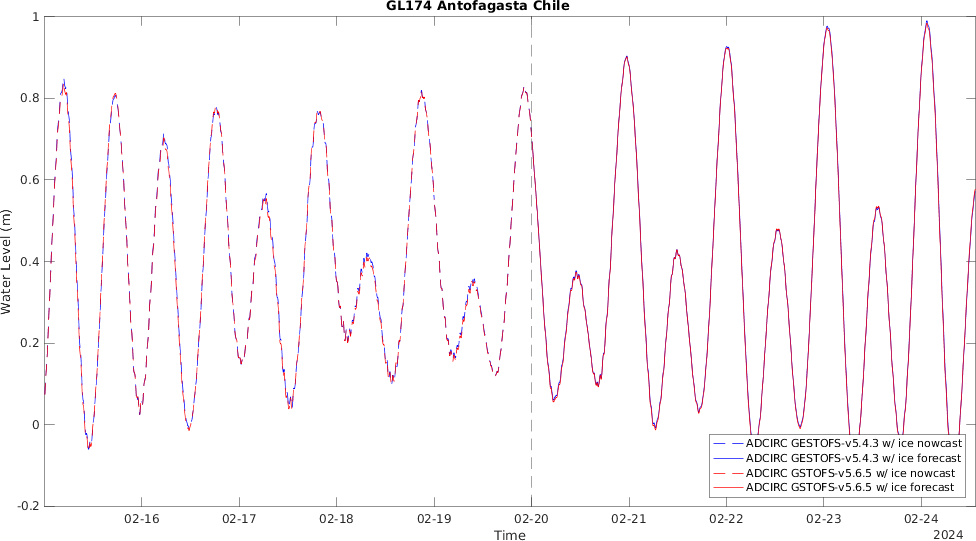 GL174 Antofagasta Chile
Water Level (m)
1
0.8
0.6
0.4
0.2
0
-0.2
ADCIRC GESTOFS-v5.4.3 w/ ice nowcast
ADCIRC GESTOFS-v5.4.3 w/ ice forecast
ADCIRC GSTOFS-v5.6.5 w/ ice nowcast
ADCIRC GSTOFS-v5.6.5 w/ ice forecast
02-16 02-17 02-18 02-19 02-20 02-21 02-22 02-23 02-24
Time
2024